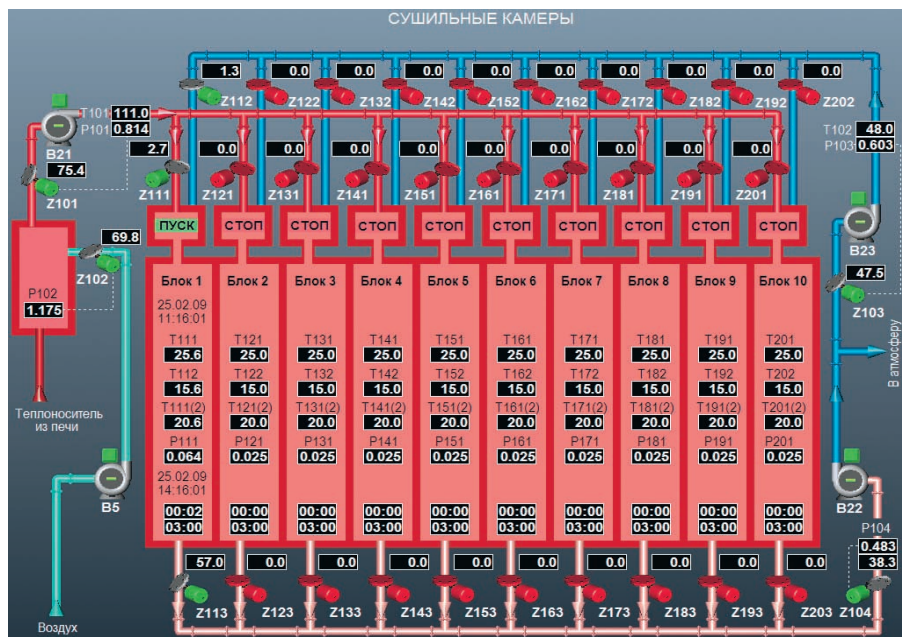 СУШИЛЬНЫЕ КАМЕРЫ
1.3 0.0 0.0 0.0 0.0 0.0 0.0 0.0 0.0 0.0
Z112 Z122 Z132 Z142 Z152 Z162 Z172 Z182 Z192 Z202
T101 111.0
P101 0.814
B21
75.4
Z101
2.7 0.0 0.0 0.0 0.0 0.0 0.0 0.0 0.0 0.0
Z111 Z121 Z131 Z141 Z151 Z161 Z171 Z181 Z191 Z201
T102 48.0
P103 0.603
ПУСК СТОП СТОП СТОП СТОП СТОП СТОП СТОП СТОП СТОП
69.8
Z102
B23
47.5
Z103
P102
1.175
В атмосферу
Теплоноситель
из печи
Блок 1 Блок 2 Блок 3 Блок 4 Блок 5 Блок 6 Блок 7 Блок 8 Блок 9 Блок 10
25.02.09
11:16:01
T111 T121 T131 T141 T151 T161 T171 T181 T191 T201
25.6 25.0 25.0 25.0 25.0 25.0 25.0 25.0 25.0 25.0
T112 T122 T132 T142 T152 T162 T172 T182 T192 T202
15.6 15.0 15.0 15.0 15.0 15.0 15.0 15.0 15.0 15.0
T111(2) T121(2) T131(2) T141(2) T151(2) T161(2) T171(2) T181(2) T191(2) T201(2)
20.6 20.0 20.0 20.0 20.0 20.0 20.0 20.0 20.0 20.0
P111 P121 P131 P141 P151 P161 P171 P181 P191 P201
0.064 0.025 0.025 0.025 0.025 0.025 0.025 0.025 0.025 0.025
25.02.09
14:16:01
00:02 00:00 00:00 00:00 00:00 00:00 00:00 00:00 00:00 00:00
03:00 03:00 03:00 03:00 03:00 03:00 03:00 03:00 03:00 03:00
B5
B22
P104
0.483
38.3
Z104
57.0 0.0 0.0 0.0 0.0 0.0 0.0 0.0 0.0 0.0
Z113 Z123 Z133 Z143 Z153 Z163 Z173 Z183 Z193 Z203
Воздух